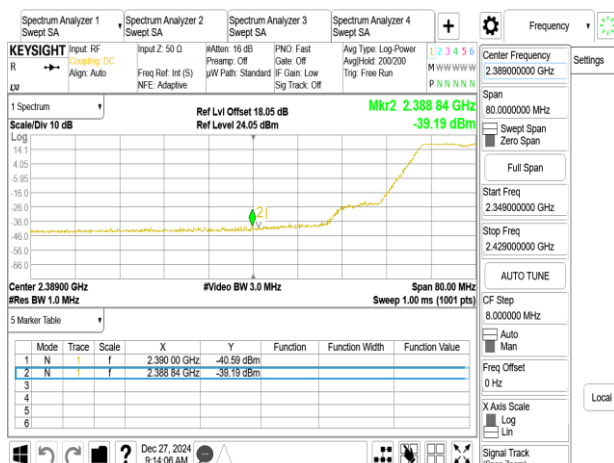 Spectrum Analyzer 1
Swept SA
Spectrum Analyzer 2
Swept SA
Spectrum Analyzer 3
Swept SA
Spectrum Analyzer 4
Swept SA
+
Frequency
KEYSIGHT
R
LXI
Input: RF
Coupling: DC
Align: Auto
Input Z: 50 Ω
Freq Ref: Int (S)
NFE: Adaptive
#Atten: 16 dB
Preamp: Off
µW Path: Standard
PNO: Fast
Gate: Off
IF Gain: Low
Sig Track: Off
Avg Type: Log-Power
Avg|Hold: 200/200
Trig: Free Run
1 2 3 4 5 6
M W W W W W
P N N N N N
1 Spectrum
Scale/Div 10 dB
Ref Lvl Offset 18.05 dB
Ref Level 24.05 dBm
Mkr2 2.388 84 GHz
-39.19 dBm
Log
14.1
4.05
-5.95
-16.0
-26.0
-36.0
-46.0
-56.0
-66.0
2
Center 2.38900 GHz
#Res BW 1.0 MHz
#Video BW 3.0 MHz
Span 80.00 MHz
Sweep 1.00 ms (1001 pts)
5 Marker Table
Mode Trace Scale X Y Function Function Width Function Value
1 N 1 f 2.390 00 GHz -40.59 dBm
2 N 1 f 2.388 84 GHz -39.19 dBm
3
4
5
6
Dec 27, 2024
9:14:06 AM
Center Frequency
2.389000000 GHz
Span
80.0000000 MHz
Swept Span
Zero Span
Full Span
Start Freq
2.349000000 GHz
Stop Freq
2.429000000 GHz
AUTO TUNE
CF Step
8.000000 MHz
Auto
Man
Freq Offset
0 Hz
X Axis Scale
Log
Lin
Signal Track
Settings
Local